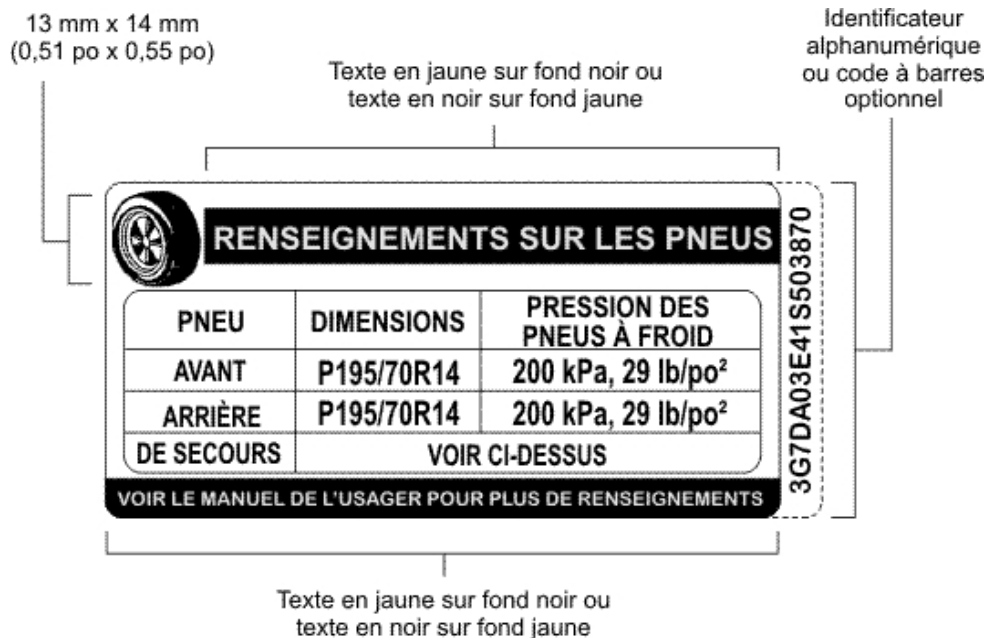 13 mm x 14 mm
(0,51 po x 0,55 po)
Texte en jaune sur fond noir ou
texte en noir sur fond jaune
Identificateur
alphanumérique
ou code à barres
optionnel
RENSEIGNEMENTS SUR LES PNEUS
PNEU DIMENSIONS PRESSION DES
PNEUS À FROID
AVANT P195/70R14 200 kPa, 29 lb/po²
ARRIÈRE P195/70R14 200 kPa, 29 lb/po²
DE SECOURS VOIR CI-DESSUS
VOIR LE MANUEL DE L'USAGER POUR PLUS DE RENSEIGNEMENTS
3G7DA03E41S503870
Texte en jaune sur fond noir ou
texte en noir sur fond jaune